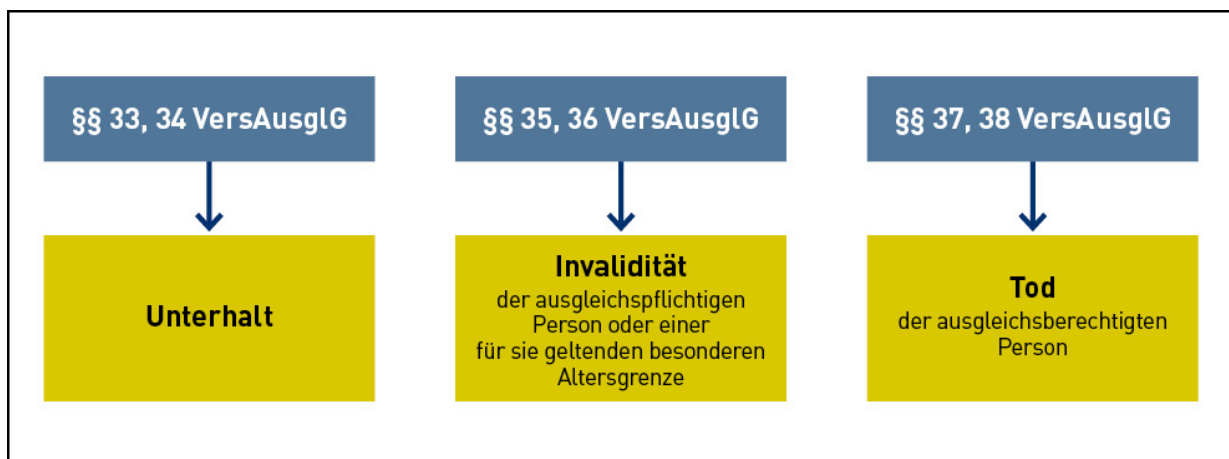 §§ 33, 34 VersAusglG
§§ 35, 36 VersAusglG
§§ 37, 38 VersAusglG
Unterhalt
Invalidität
der ausgleichspflichtigen
Person oder einer
für sie geltenden besonderen
Altersgrenze
Tod
der ausgleichsberechtigten
Person